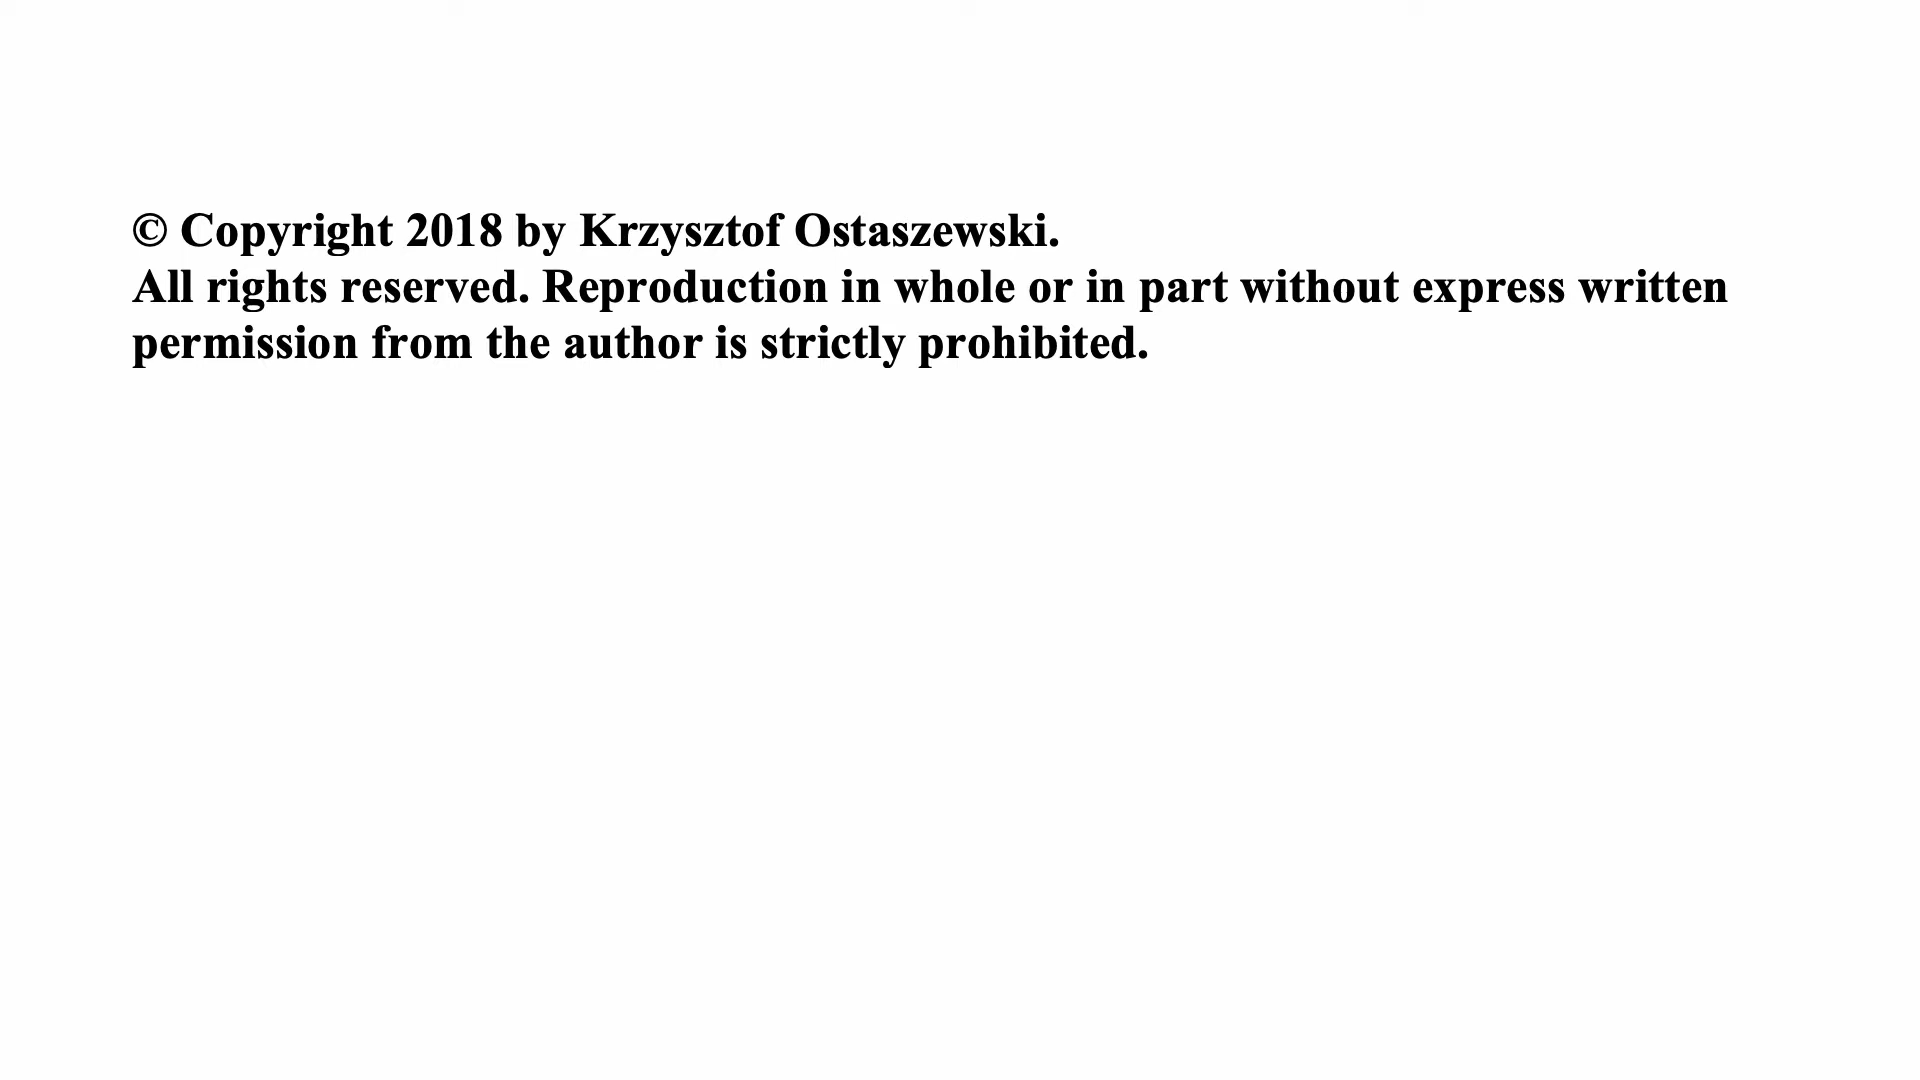 © Copyright 2018 by Krzysztof Ostaszewski.
All rights reserved. Reproduction in whole or in part without express written
permission from the author is strictly prohibited.